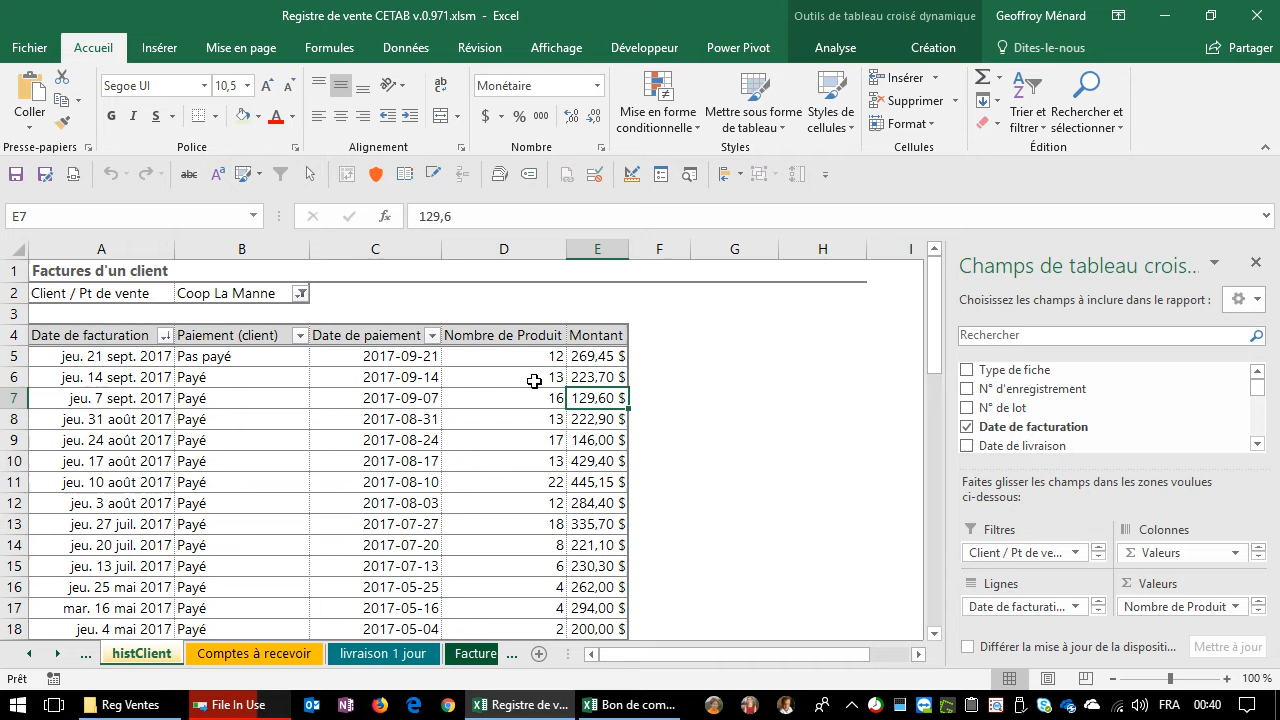 Registre de vente CETAB v.0.971.xlsm - Excel
Outils de tableau croisé dynamique
Geoffroy Ménard
Fichier Accueil Insérer Mise en page Formules Données Révision Affichage Développeur Power Pivot Analyse Création Dites-le-nous Partager
Coller
Presse-papiers
Segoe UI 10,5
G I S
Police
Alignement
Monétaire
$ % 000
Nombre
Mise en forme conditionnelle
Mettre sous forme de tableau
Styles de cellules
Styles
Insérer
Supprimer
Format
Cellules
Trier et filtrer
Rechercher et sélectionner
Édition
E7 fx 129,6
A B C D E F G H I
1 Factures d'un client
2 Client / Pt de vente Coop La Manne
3
4 Date de facturation Paiement (client) Date de paiement Nombre de Produit Montant
5 jeu. 21 sept. 2017 Pas payé 2017-09-21 12 269,45 $
6 jeu. 14 sept. 2017 Payé 2017-09-14 13 223,70 $
7 jeu. 7 sept. 2017 Payé 2017-09-07 16 129,60 $
8 jeu. 31 août 2017 Payé 2017-08-31 13 222,90 $
9 jeu. 24 août 2017 Payé 2017-08-24 17 146,00 $
10 jeu. 17 août 2017 Payé 2017-08-17 13 429,40 $
11 jeu. 10 août 2017 Payé 2017-08-10 22 445,15 $
12 jeu. 3 août 2017 Payé 2017-08-03 12 284,40 $
13 jeu. 27 juil. 2017 Payé 2017-07-27 18 335,70 $
14 jeu. 20 juil. 2017 Payé 2017-07-20 8 221,10 $
15 jeu. 13 juil. 2017 Payé 2017-07-13 6 230,30 $
16 jeu. 25 mai 2017 Payé 2017-05-25 4 262,00 $
17 mar. 16 mai 2017 Payé 2017-05-16 4 294,00 $
18 jeu. 4 mai 2017 Payé 2017-05-04 2 200,00 $
Champs de tableau crois...
Choisissez les champs à inclure dans le rapport :
Rechercher
Type de fiche
N° d'enregistrement
N° de lot
Date de facturation
Date de livraison
Faites glisser les champs dans les zones voulues
ci-dessous:
Filtres
Client / Pt de ve...
Colonnes
Σ Valeurs
Lignes
Date de facturati...
Σ Valeurs
Nombre de Produit
Différer la mise à jour de la dispositi...
Mettre à jour
... histClient Comptes à recevoir livraison 1 jour Facture ...
Prêt
100 %
Reg Ventes File In Use Registre de v... Bon de com... FRA 00:40